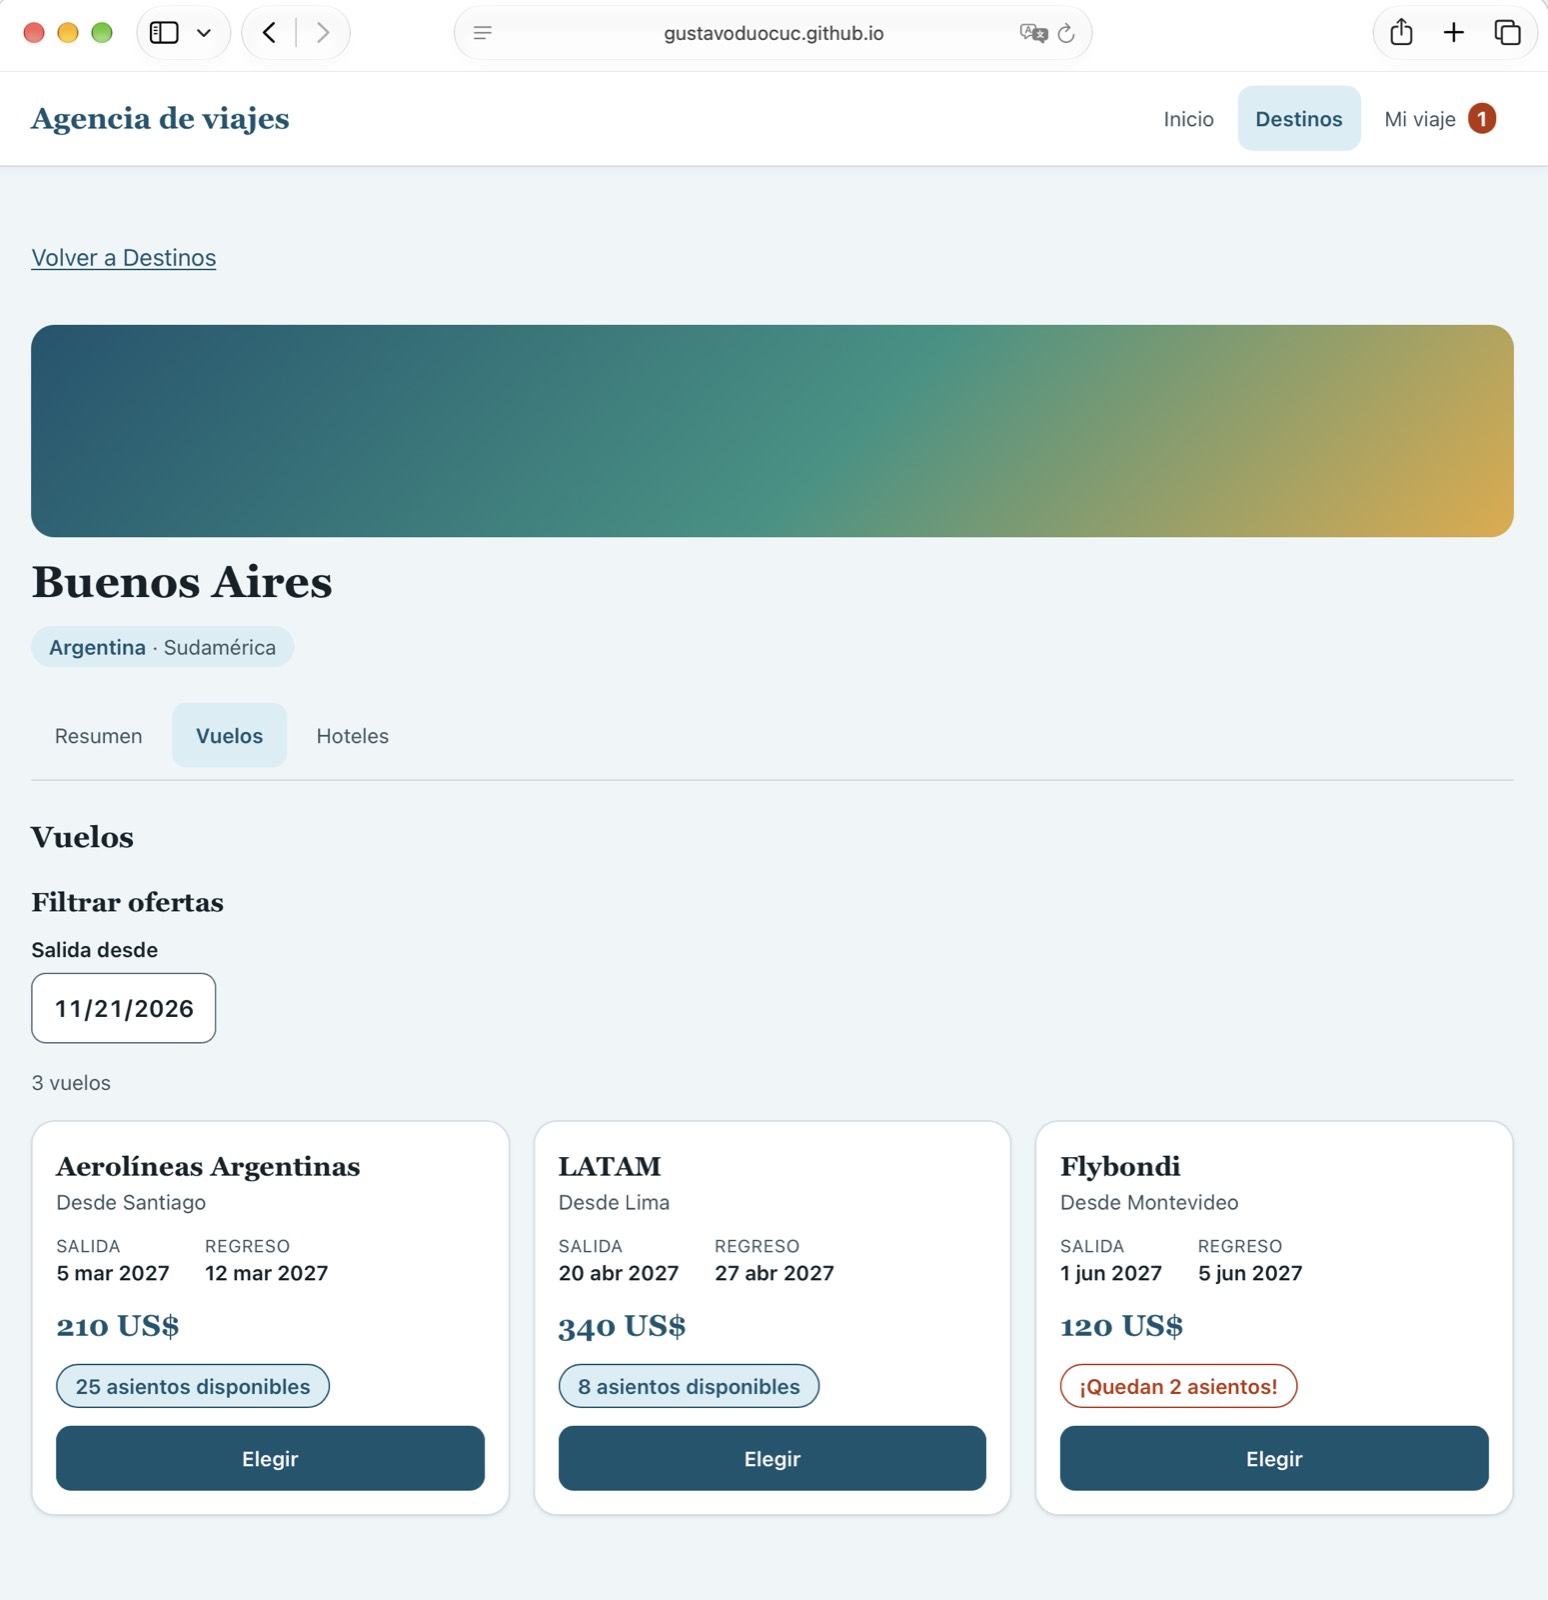 gustavoduocuc.github.io
Agencia de viajes
Inicio
Destinos
Mi viaje 1
Volver a Destinos
Buenos Aires
Argentina · Sudamérica
Resumen
Vuelos
Hoteles
Vuelos
Filtrar ofertas
Salida desde
11/21/2026
3 vuelos
Aerolíneas Argentinas
Desde Santiago
SALIDA REGRESO
5 mar 2027 12 mar 2027
210 US$
25 asientos disponibles
Elegir
LATAM
Desde Lima
SALIDA REGRESO
20 abr 2027 27 abr 2027
340 US$
8 asientos disponibles
Elegir
Flybondi
Desde Montevideo
SALIDA REGRESO
1 jun 2027 5 jun 2027
120 US$
¡Quedan 2 asientos!
Elegir